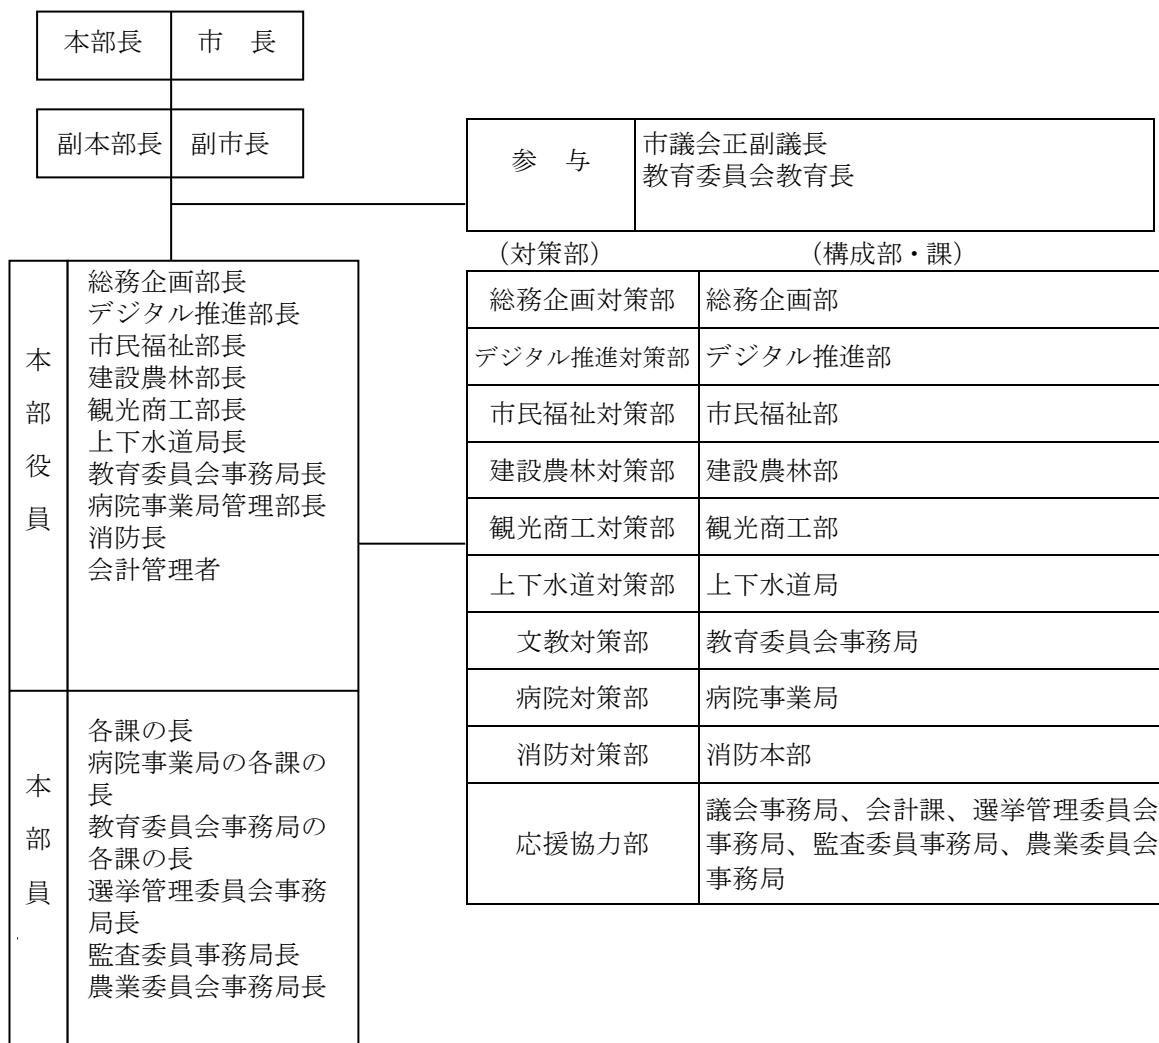 本部長 市　長
副本部長 副市長
参　与
市議会正副議長
教育委員会教育長
本部役員
総務企画部長
デジタル推進部長
市民福祉部長
建設農林部長
観光商工部長
上下水道局長
教育委員会事務局長
病院事業局管理部長
消防長
会計管理者
本部員
各課の長
病院事業局の各課の
長
教育委員会事務局の
各課の長
選挙管理委員会事務
局長
監査委員事務局長
農業委員会事務局長
（対策部） （構成部・課）
総務企画対策部 総務企画部
デジタル推進対策部 デジタル推進部
市民福祉対策部 市民福祉部
建設農林対策部 建設農林部
観光商工対策部 観光商工部
上下水道対策部 上下水道局
文教対策部 教育委員会事務局
病院対策部 病院事業局
消防対策部 消防本部
応援協力部
議会事務局、会計課、選挙管理委員会
事務局、監査委員事務局、農業委員会
事務局